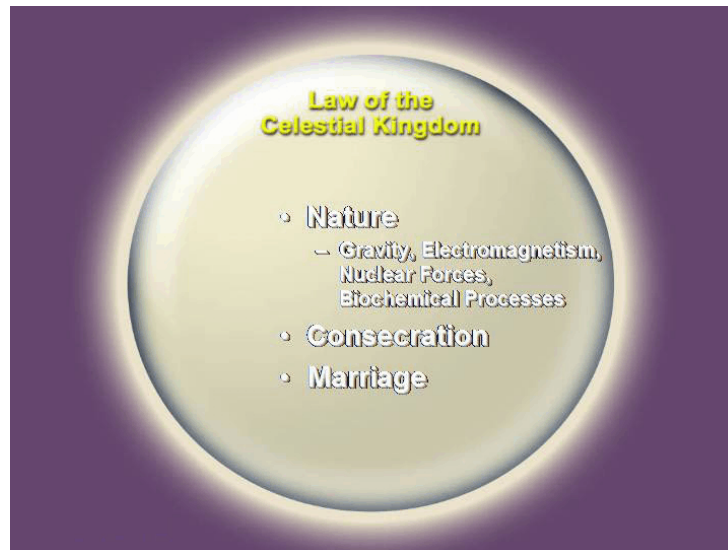 Law of the
Celestial Kingdom
• Nature
– Gravity, Electromagnetism,
Nuclear Forces,
Biochemical Processes
• Consecration
• Marriage